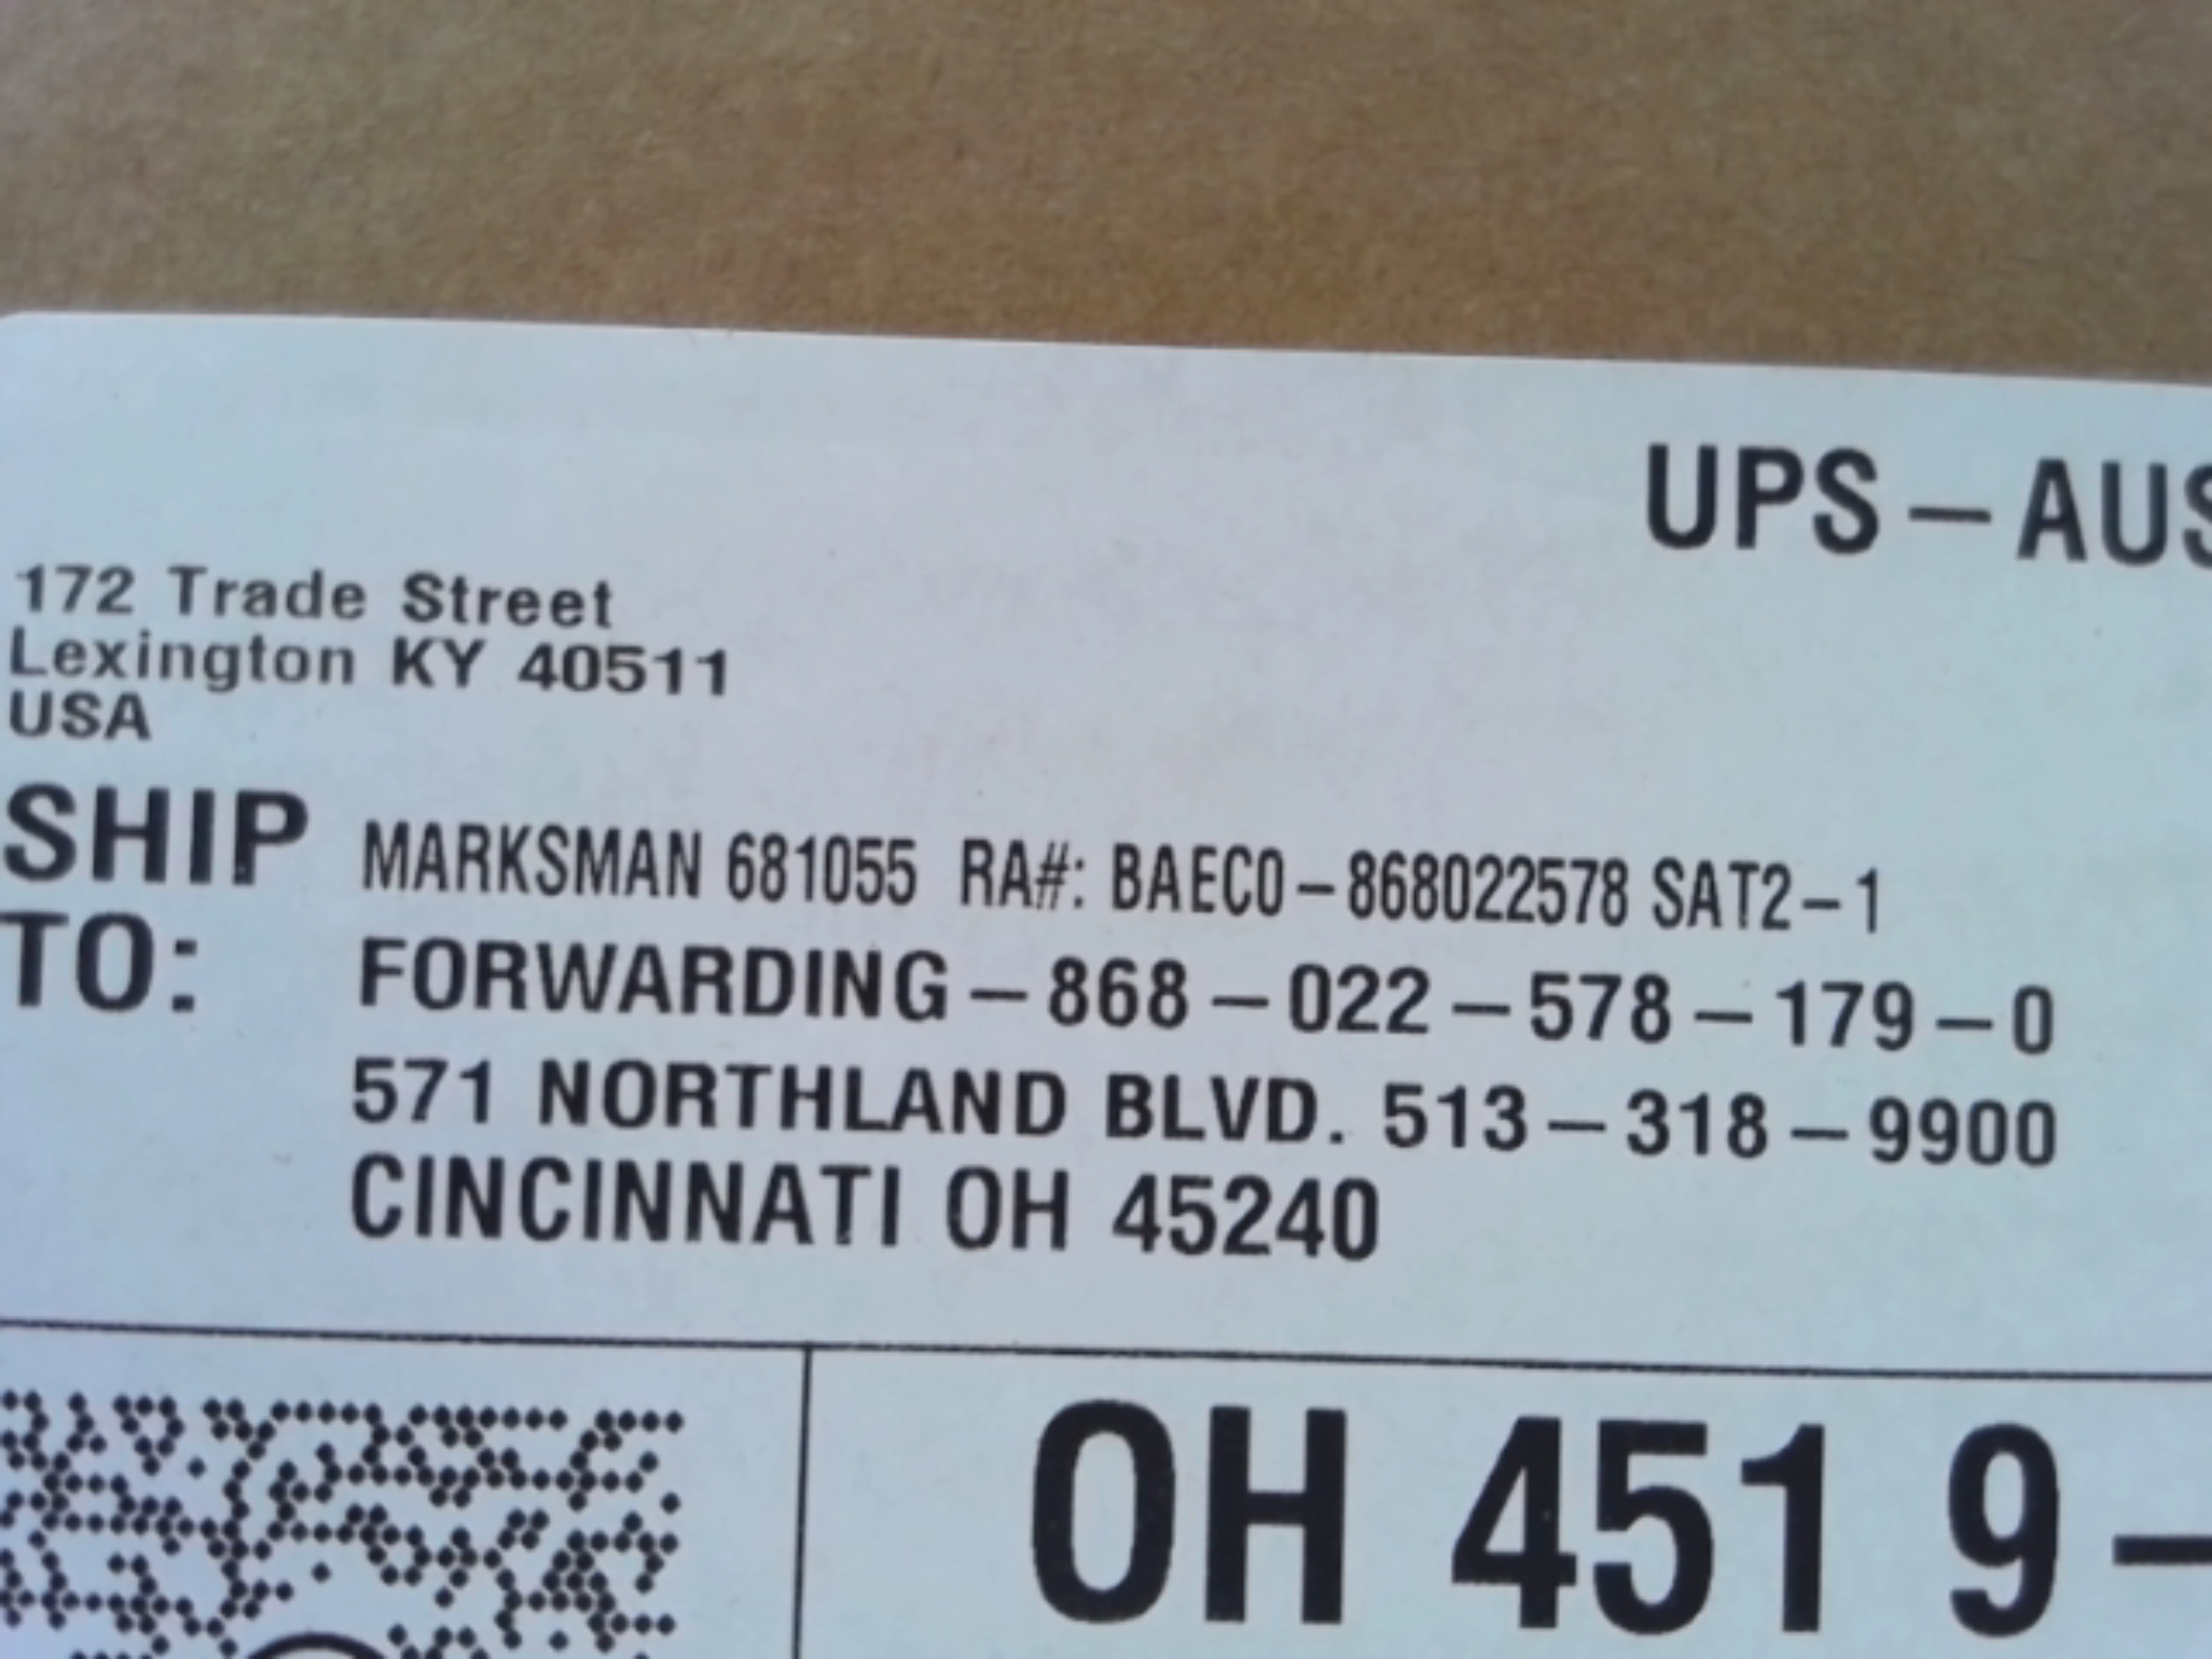 UPS-AUS
172 Trade Street
Lexington KY 40511
USA
SHIP TO:
MARKSMAN 681055 RA#: BAEC0-868022578 SAT2-1
FORWARDING-868-022-578-179-0
571 NORTHLAND BLVD. 513-318-9900
CINCINNATI OH 45240
OH 451 9-